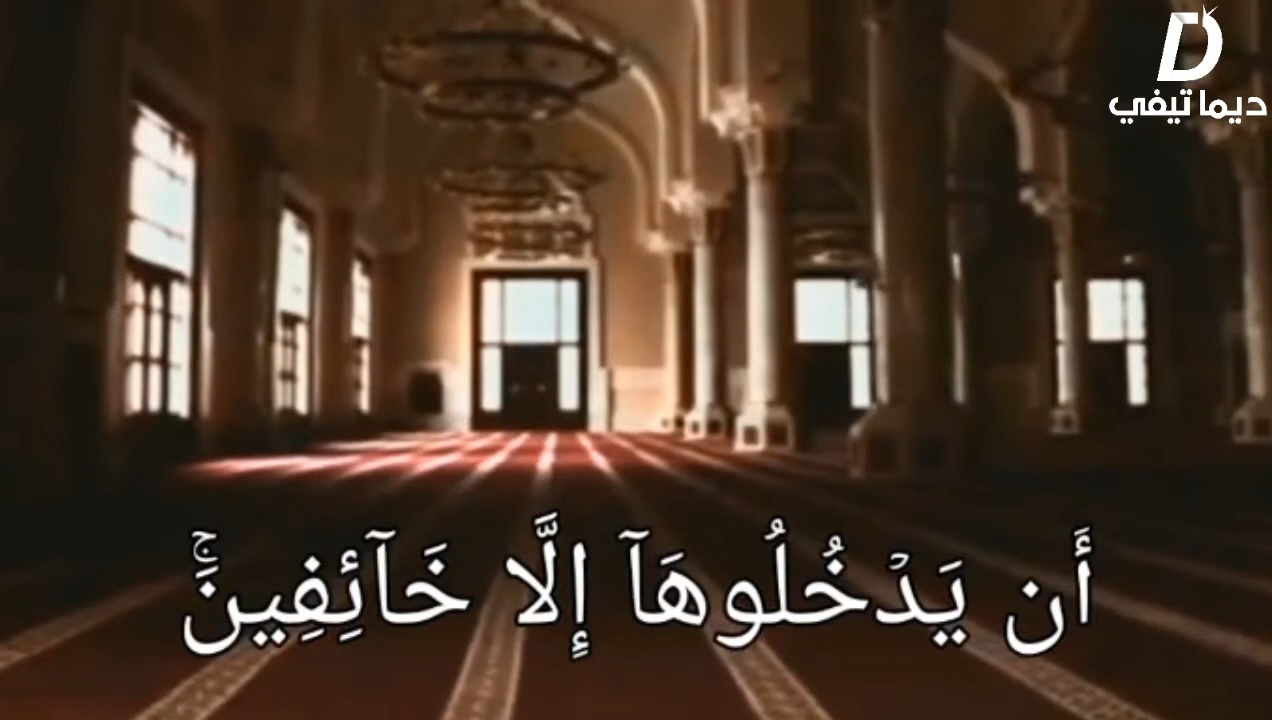 D
ديما تيفي
أَن يَدۡخُلُوهَآ إِلَّا خَآئِفِينَۚ